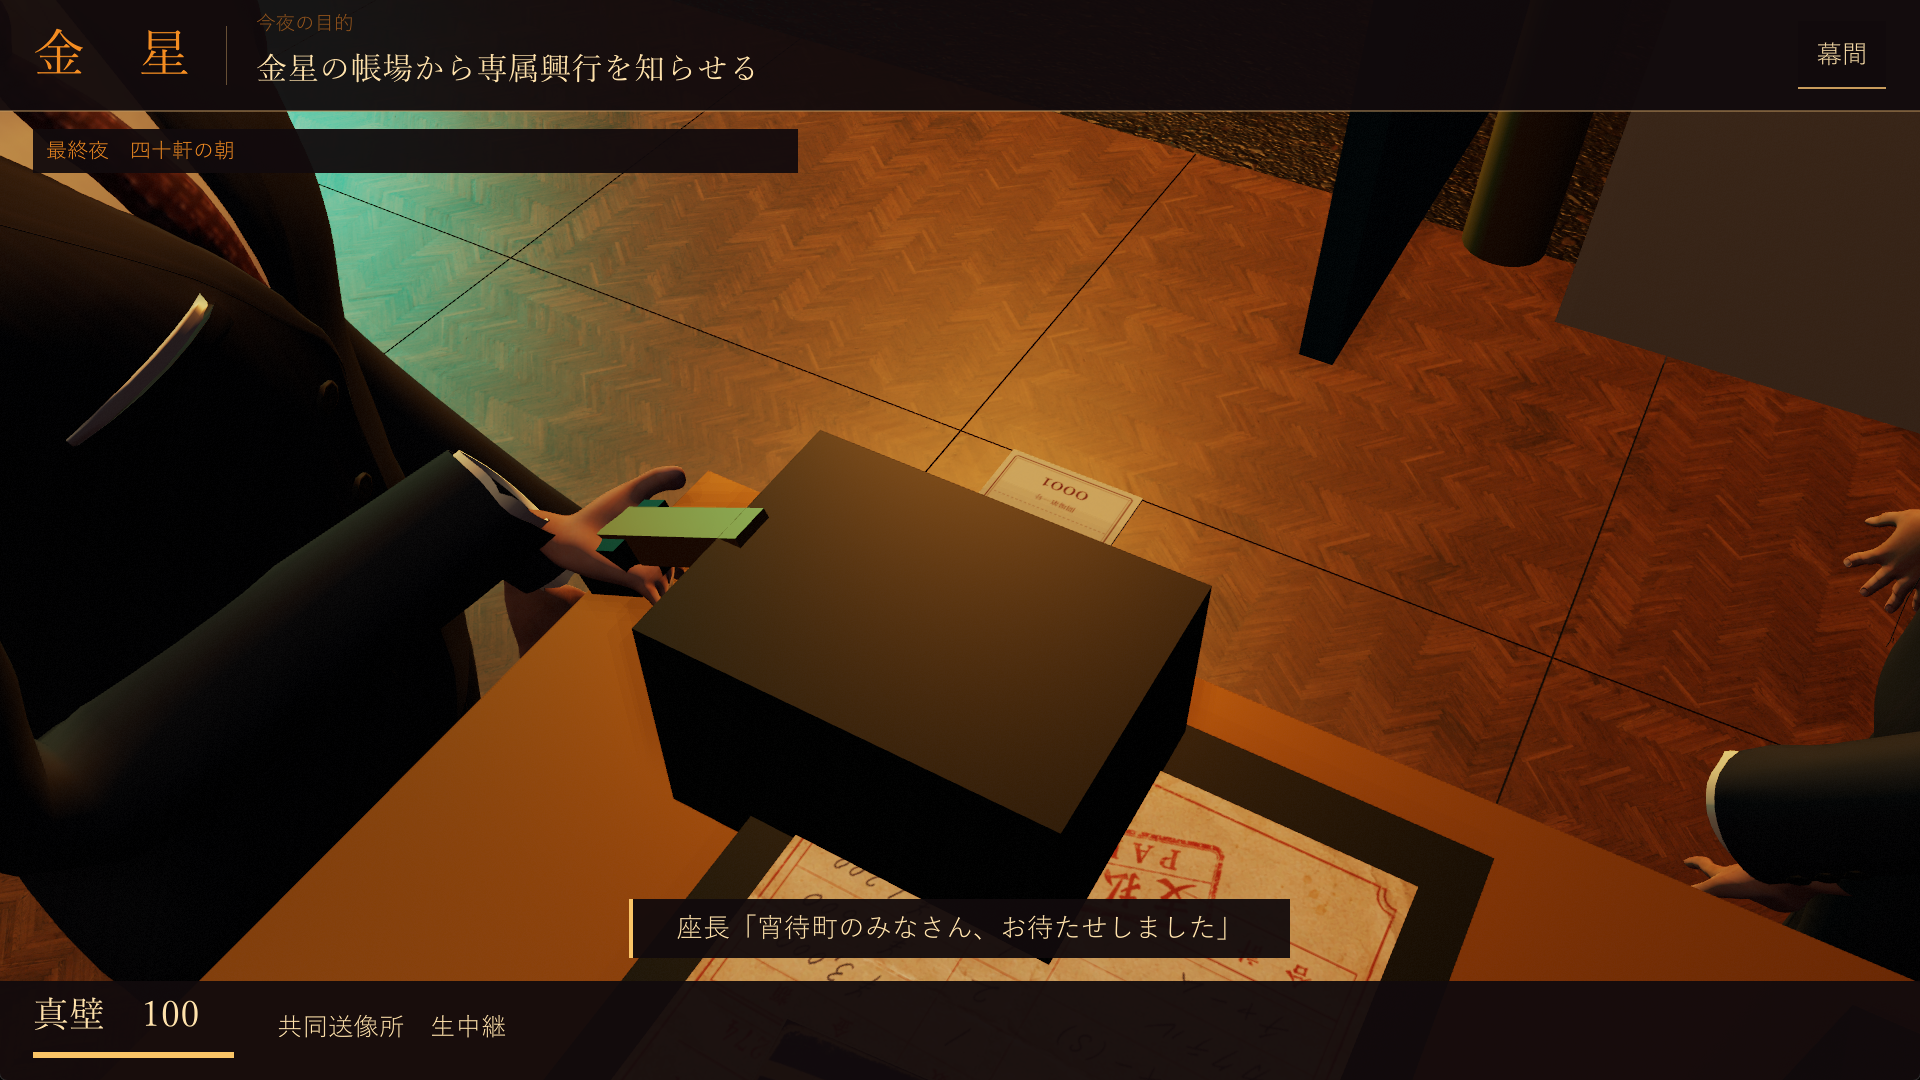 金星
今夜の目的
金星の帳場から専属興行を知らせる
幕間
最終夜 四十軒の朝
1000
PAI
支払
座長「宵待町のみなさん、お待たせしました」
真壁 100
共同送像所 生中継